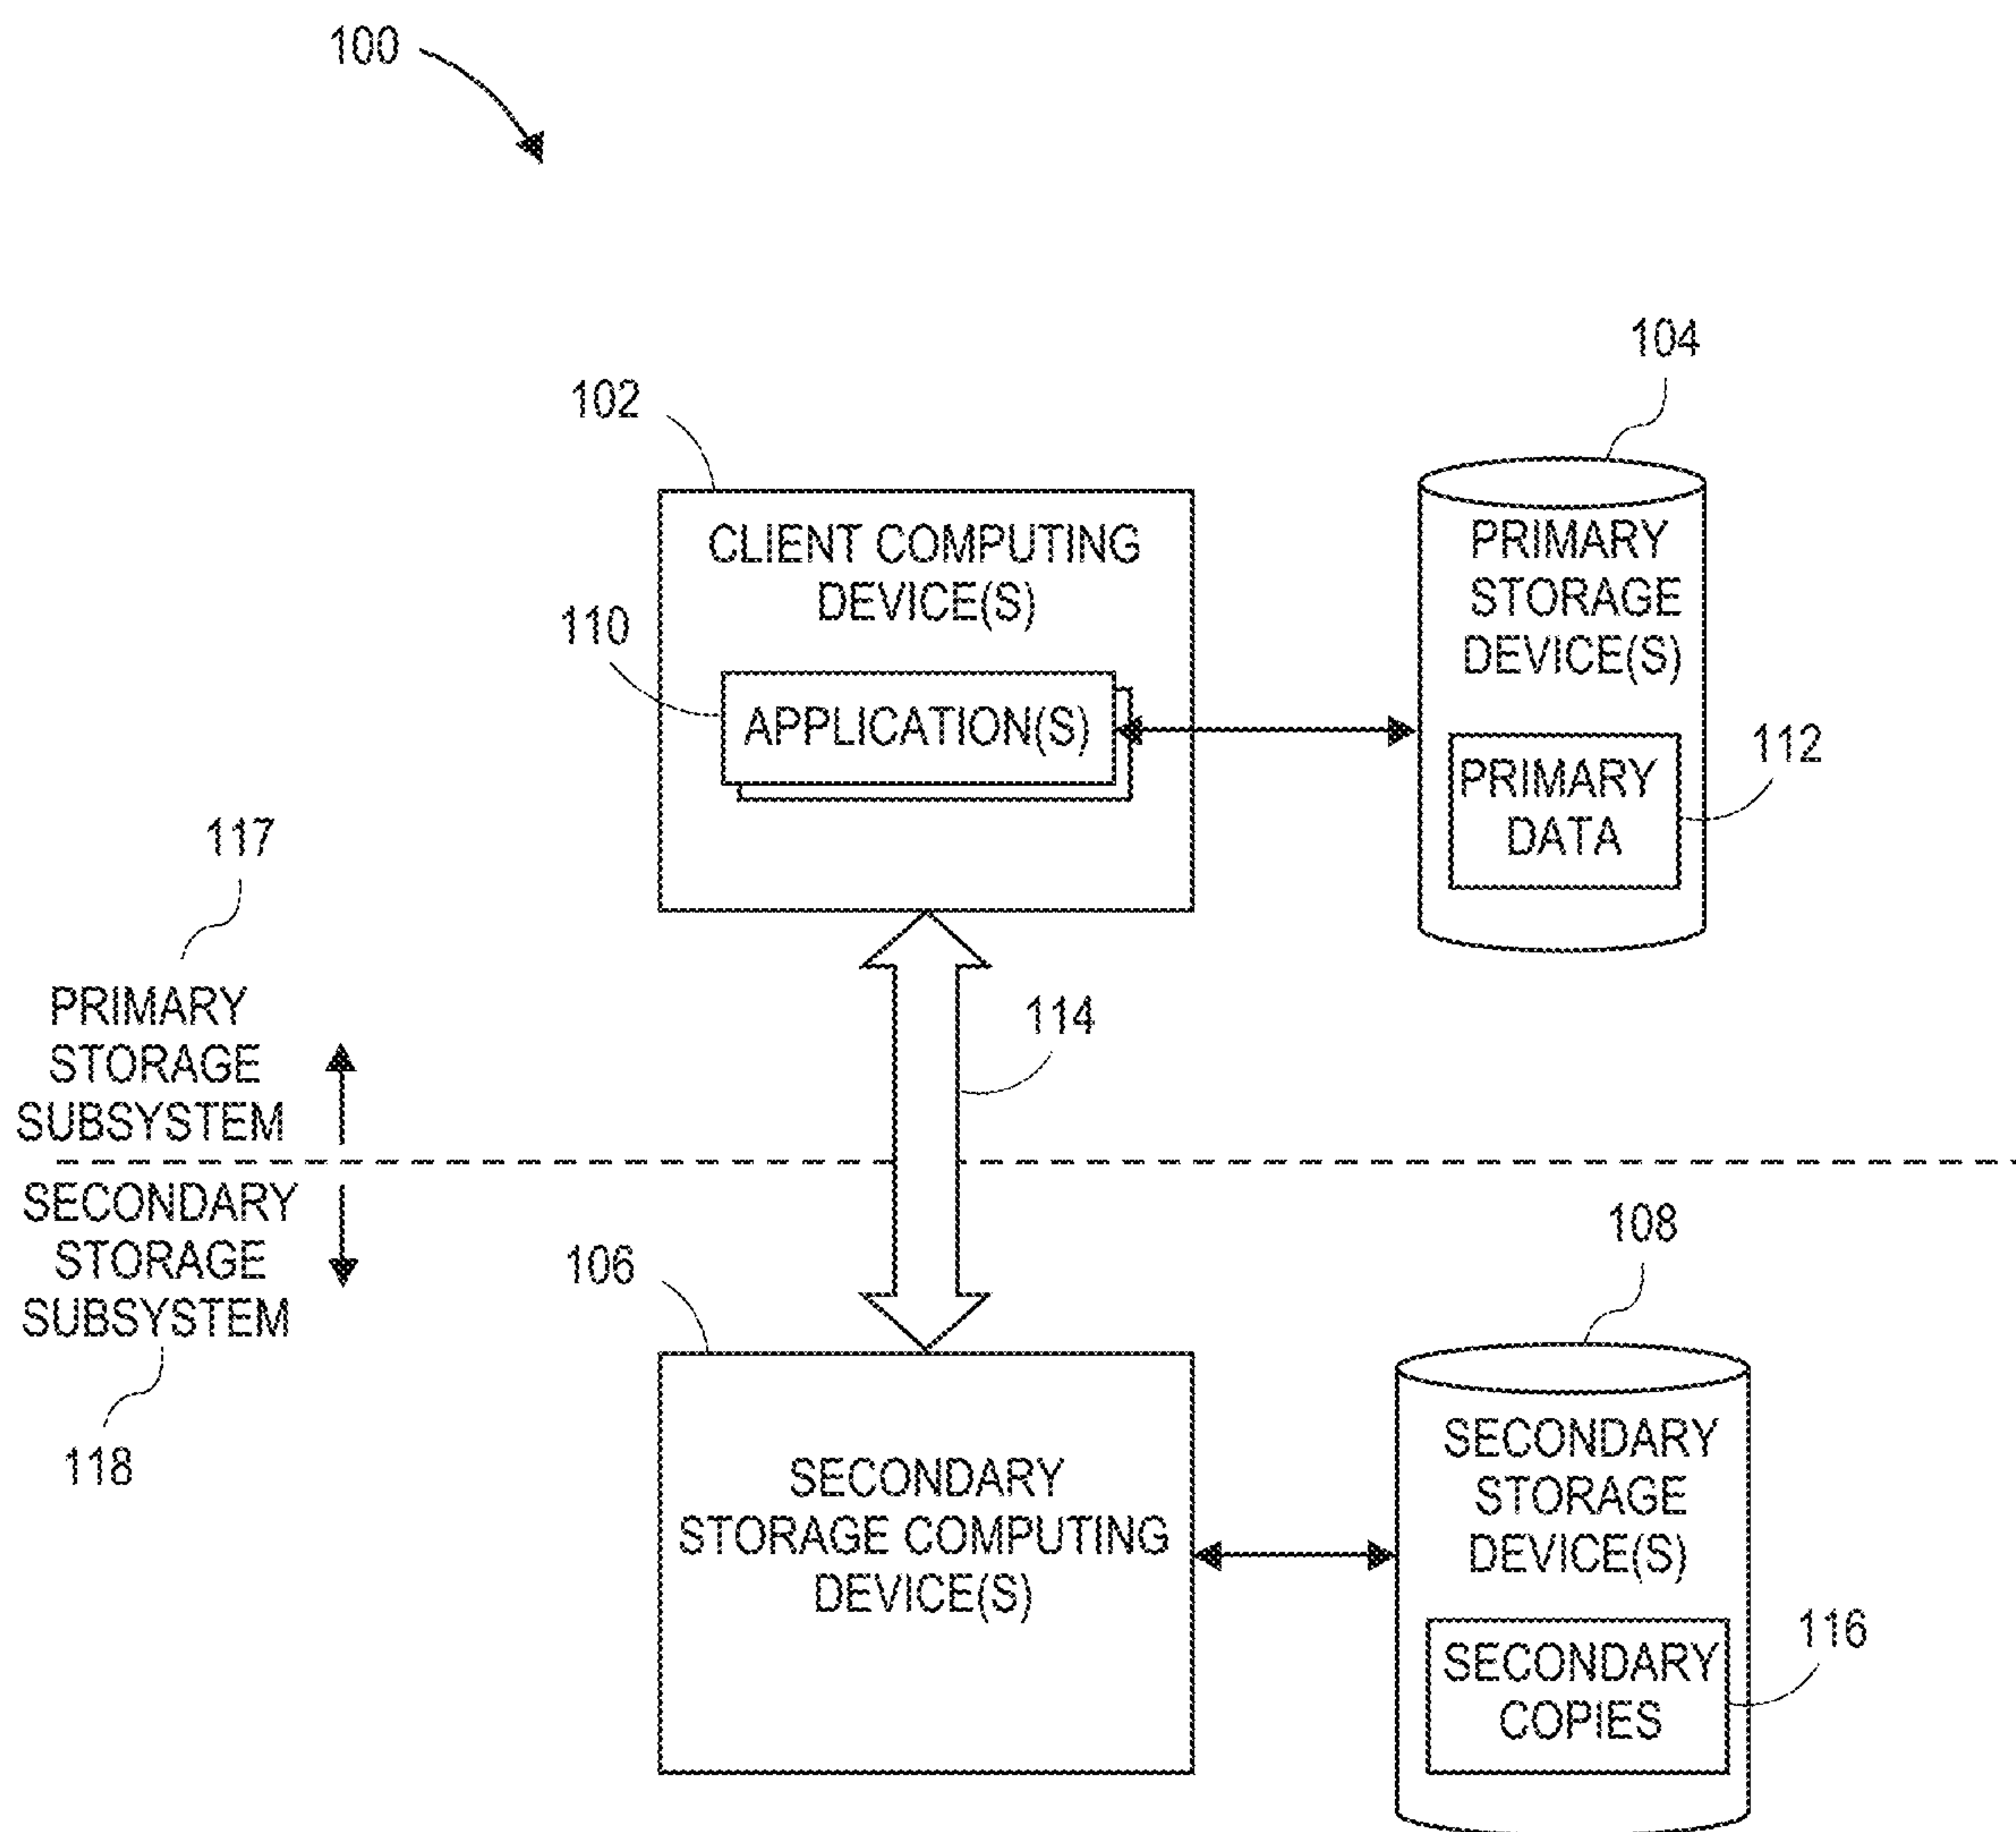 100
104
102
CLIENT COMPUTING
DEVICE(S)
PRIMARY
STORAGE
DEVICE(S)
110
APPLICATION(S)
112
PRIMARY
DATA
117
PRIMARY
STORAGE
SUBSYSTEM
114
SECONDARY
STORAGE
SUBSYSTEM
118
106
108
SECONDARY
STORAGE COMPUTING
DEVICE(S)
SECONDARY
STORAGE
DEVICE(S)
116
SECONDARY
COPIES